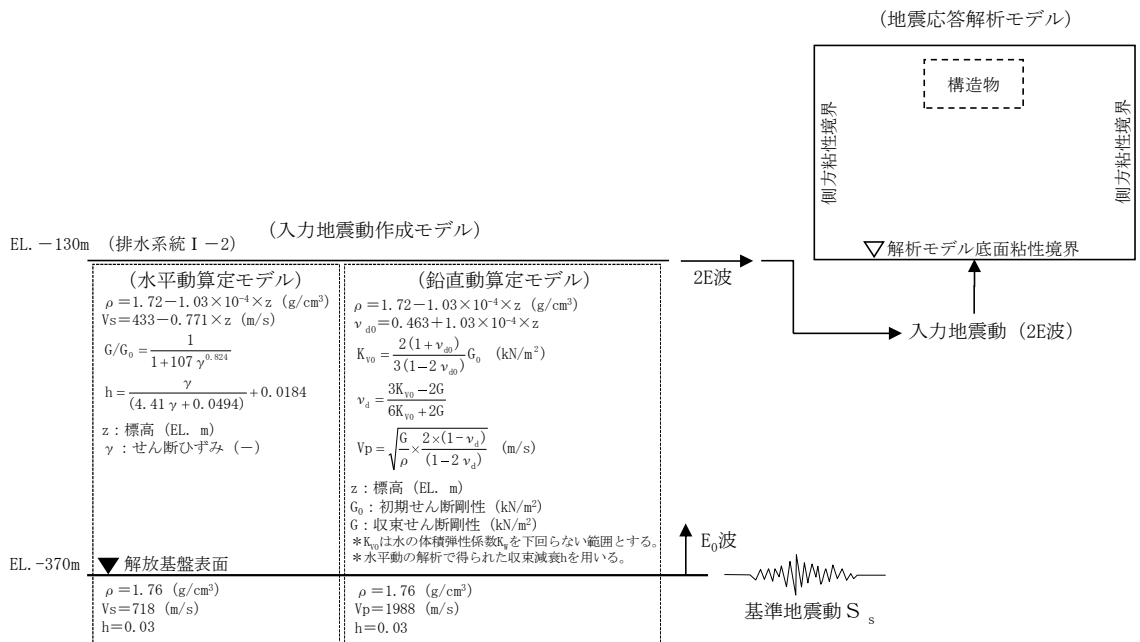 (地震応答解析モデル)
構造物
側方粘性境界
側方粘性境界
▽解析モデル底面粘性境界
(入力地震動作成モデル)
EL.－130m (排水系統Ⅰ－2)
2E波
入力地震動 (2E波)
(水平動算定モデル)
ρ＝1.72－1.03×10⁻⁴×z (g/cm³)
Vs＝433－0.771×z (m/s)
G/G₀＝1/(1+107γ^0.824)
h＝γ/(4.41γ+0.0494)+0.0184
z：標高 (EL. m)
γ：せん断ひずみ (－)
(鉛直動算定モデル)
ρ＝1.72－1.03×10⁻⁴×z (g/cm³)
ν_d0＝0.463＋1.03×10⁻⁴×z
K_V0＝2(1+ν_d0)/3(1-2ν_d0) G₀ (kN/m²)
ν_d＝(3K_V0－2G)/(6K_V0＋2G)
Vp＝√(G/ρ×2×(1-ν_d)/(1-2ν_d)) (m/s)
z：標高 (EL. m)
G₀：初期せん断剛性 (kN/m²)
G：収束せん断剛性 (kN/m²)
＊K_V0は水の体積弾性係数K_Wを下回らない範囲とする。
＊水平動の解析で得られた収束減衰hを用いる。
E₀波
EL.-370m ▼解放基盤表面
基準地震動Ｓs
ρ＝1.76 (g/cm³)
Vs＝718 (m/s)
h＝0.03
ρ＝1.76 (g/cm³)
Vp＝1988 (m/s)
h＝0.03